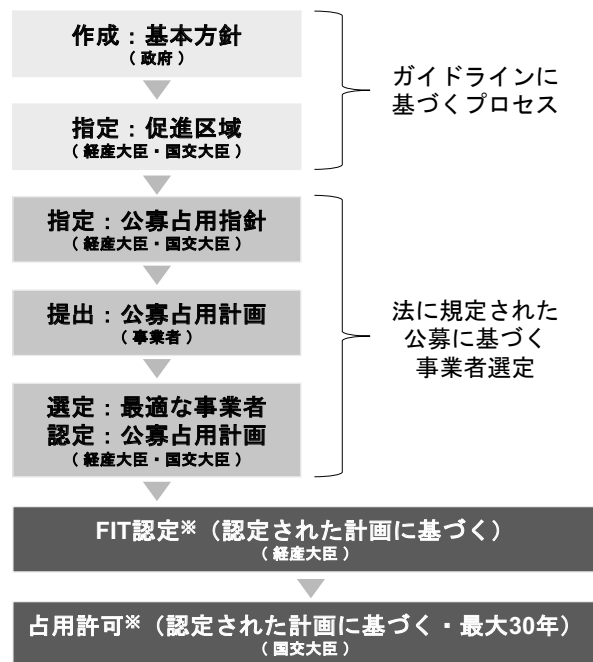 作成：基本方針
（政府）
指定：促進区域
（経産大臣・国交大臣）
ガイドラインに
基づくプロセス
指定：公募占用指針
（経産大臣・国交大臣）
提出：公募占用計画
（事業者）
選定：最適な事業者
認定：公募占用計画
（経産大臣・国交大臣）
法に規定された
公募に基づく
事業者選定
FIT認定※（認定された計画に基づく）
（経産大臣）
占用許可※（認定された計画に基づく・最大30年）
（国交大臣）